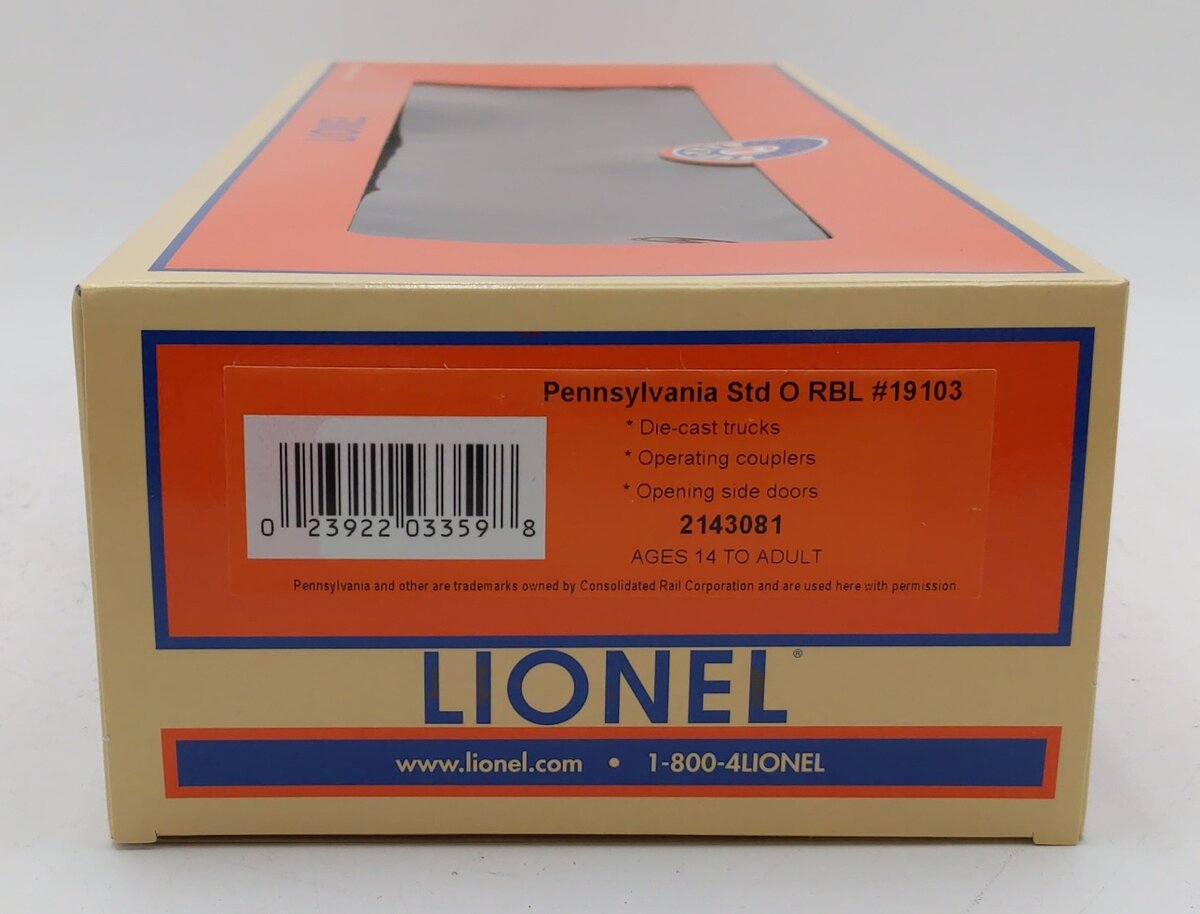 LIONEL
LIONEL
Pennsylvania Std O RBL #19103
* Die-cast trucks
* Operating couplers
* Opening side doors
2143081
AGES 14 TO ADULT
0 23922 03359 8
Pennsylvania and other are trademarks owned by Consolidated Rail Corporation and are used here with permission.
LIONEL®
www.lionel.com • 1-800-4LIONEL